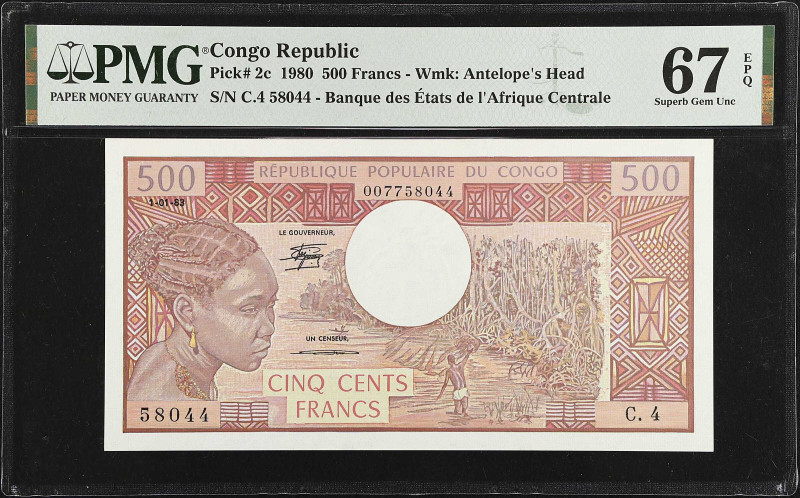 PMG®
PAPER MONEY GUARANTY
Congo Republic
Pick# 2c 1980 500 Francs - Wmk: Antelope's Head
S/N C.4 58044 - Banque des États de l'Afrique Centrale
67 EPQ
Superb Gem Unc
500 RÉPUBLIQUE POPULAIRE DU CONGO 500
007758044
1-01-83
LE GOUVERNEUR,
UN CENSEUR,
CINQ CENTS
FRANCS
58044
C. 4